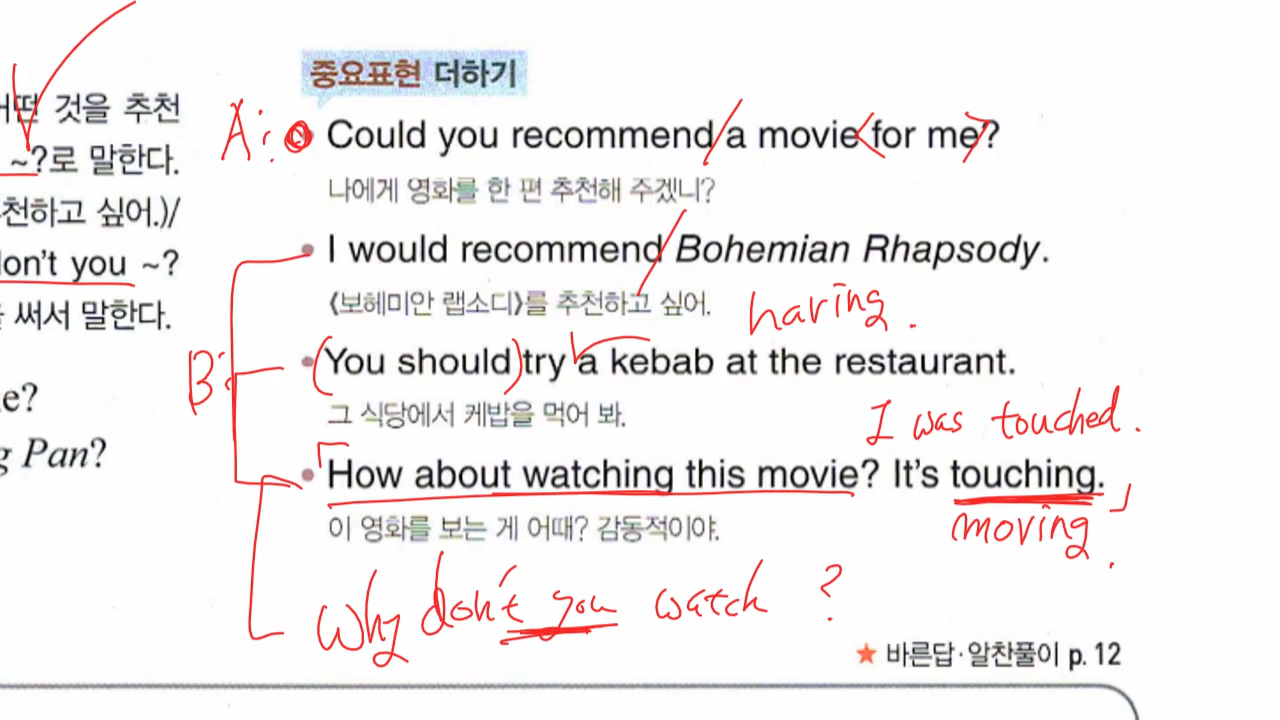 중요표현 더하기
어떤 것을 추천
~?로 말한다.
천하고 싶어.)/
don't you ~?
써서 말한다.
e?
g Pan?
A:
Could you recommend a movie for me?
나에게 영화를 한 편 추천해 주겠니?
I would recommend Bohemian Rhapsody.
《보헤미안 랩소디》를 추천하고 싶어.
having.
B:
You should try a kebab at the restaurant.
그 식당에서 케밥을 먹어 봐.
I was touched.
How about watching this movie? It's touching.
이 영화를 보는 게 어때? 감동적이야.
moving.
Why don't you watch ?
★ 바른답·알찬풀이 p. 12